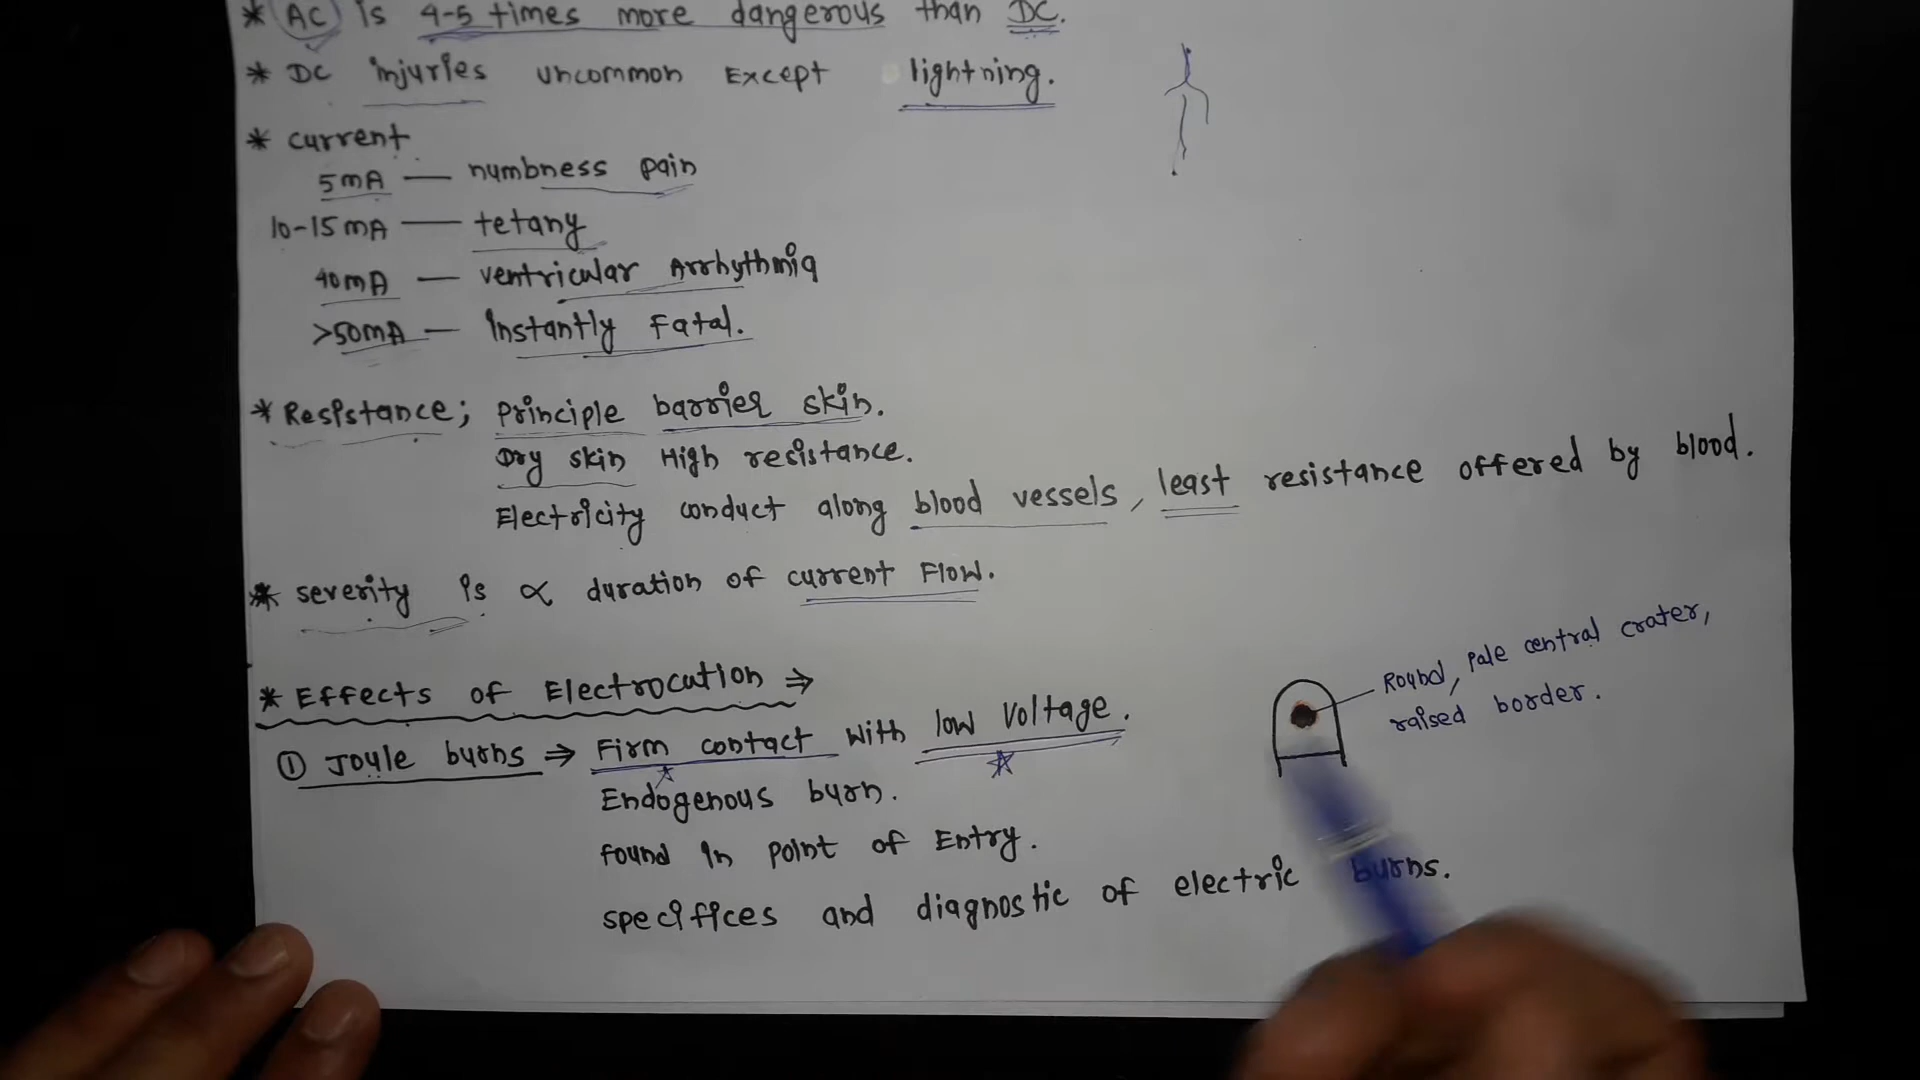 * AC is 4-5 times more dangerous than DC.
* DC injuries uncommon Except lightning.
* current
5mA — numbness pain
10-15mA — tetany
40mA — ventricular Arrhythmia
>50mA — Instantly Fatal.
* Resistance; Principle barrier skin.
Dry skin High resistance.
Electricity conduct along blood vessels, least resistance offered by blood.
* severity is ∝ duration of current Flow.
* Effects of Electrocution ⇒
① Joule burns ⇒ Firm contact with low voltage.
Endogenous burn.
found in point of Entry.
specifices and diagnostic of electric burns.
Round, pale central crater,
raised border.